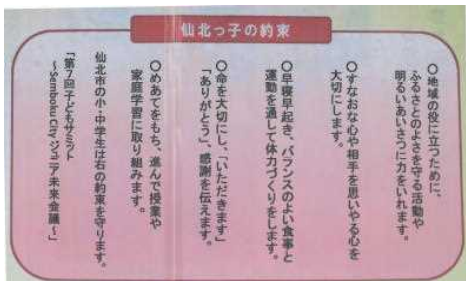 仙北っ子の約束
○地域の役に立つために、
ふるさとのよさを守る活動や
明るいあいさつに力をいれます。
○すなおな心や相手を思いやる心を
大切にします。
○早寝早起き、バランスのよい食事と
運動を通して体力づくりをします。
○命を大切にし、「いただきます」
「ありがとう」、感謝を伝えます。
○めあてをもち、進んで授業や
家庭学習に取り組みます。
仙北市の小・中学生は右の約束を守ります。
「第7回子どもサミット
～Semboku City ジュニア未来会議～」